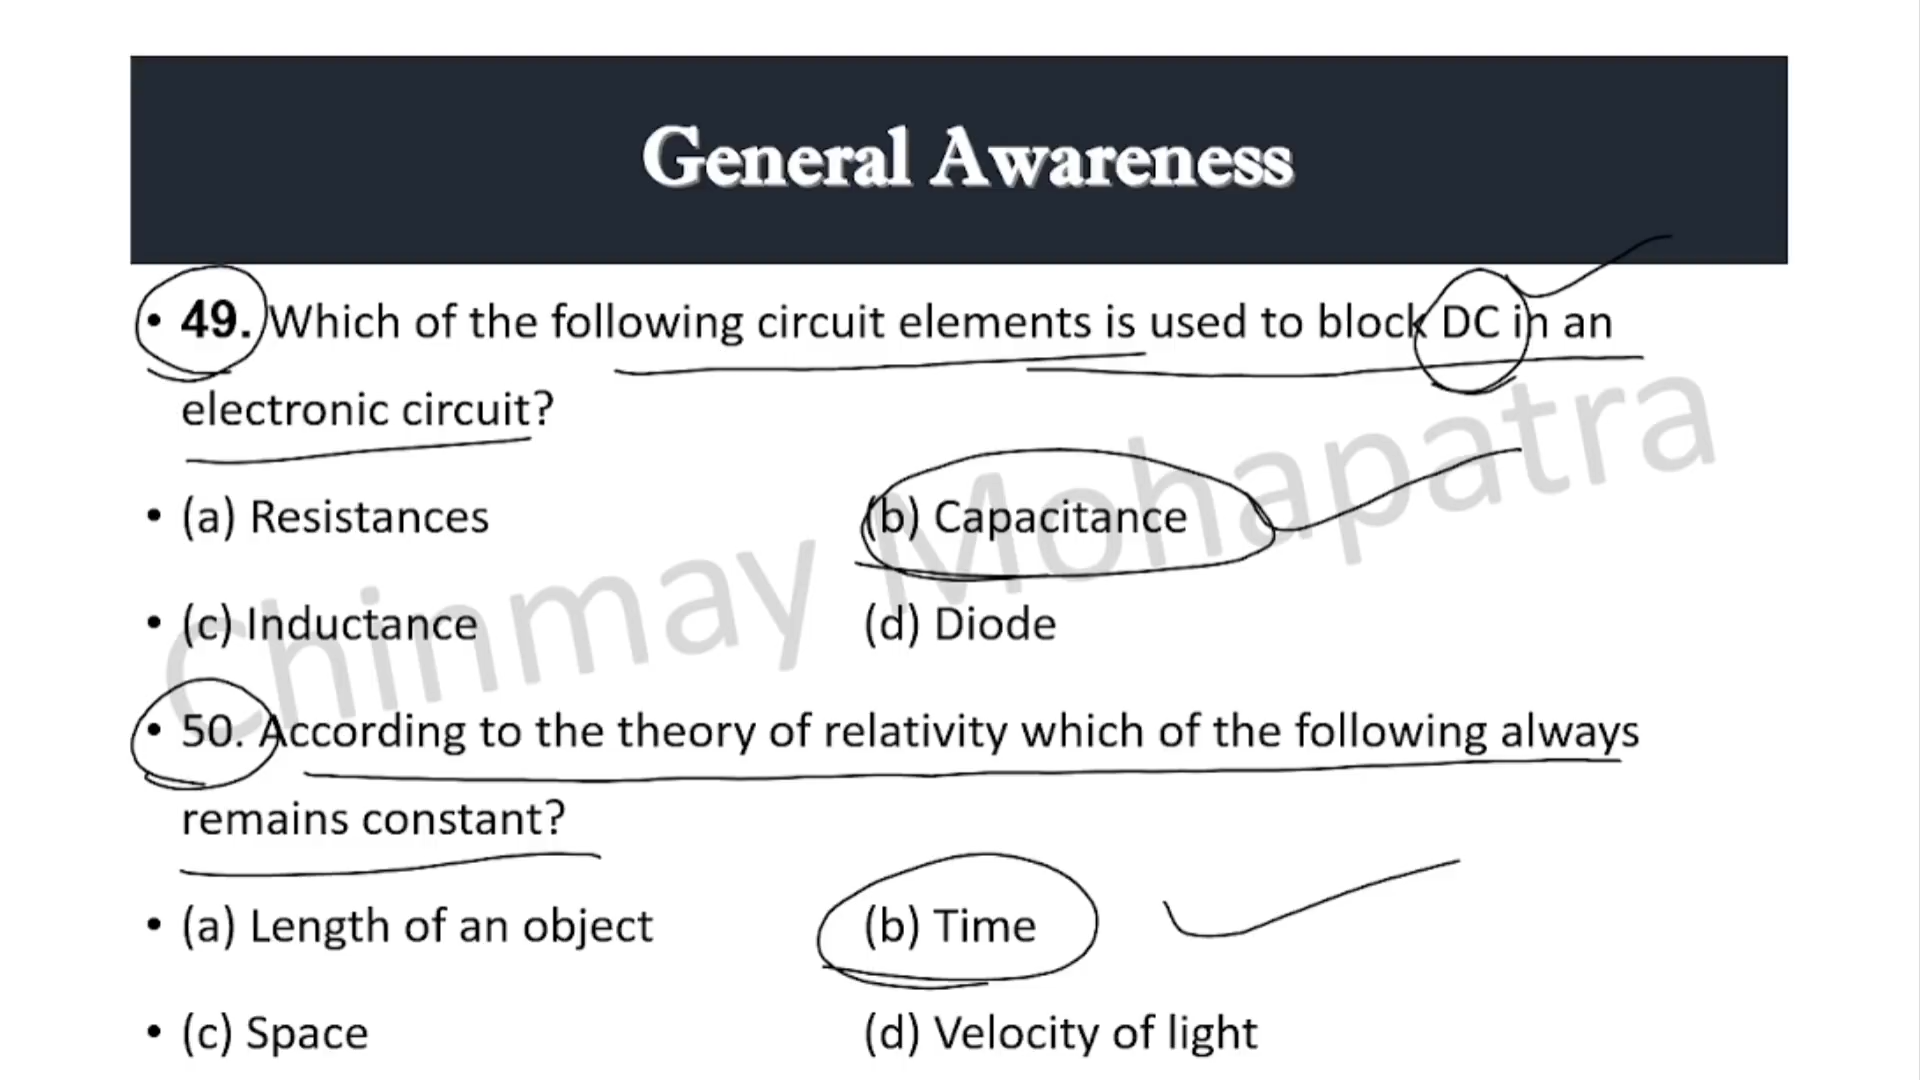 General Awareness
• 49. Which of the following circuit elements is used to block DC in an
electronic circuit?
• (a) Resistances (b) Capacitance
• (c) Inductance (d) Diode
• 50. According to the theory of relativity which of the following always
remains constant?
• (a) Length of an object (b) Time
• (c) Space (d) Velocity of light
Chinmay Mohapatra